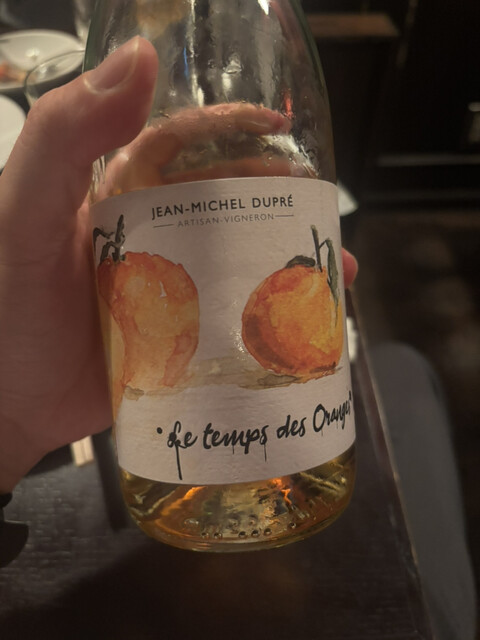 JEAN-MICHEL DUPRÉ
ARTISAN-VIGNERON
"Le temps des Oranges"